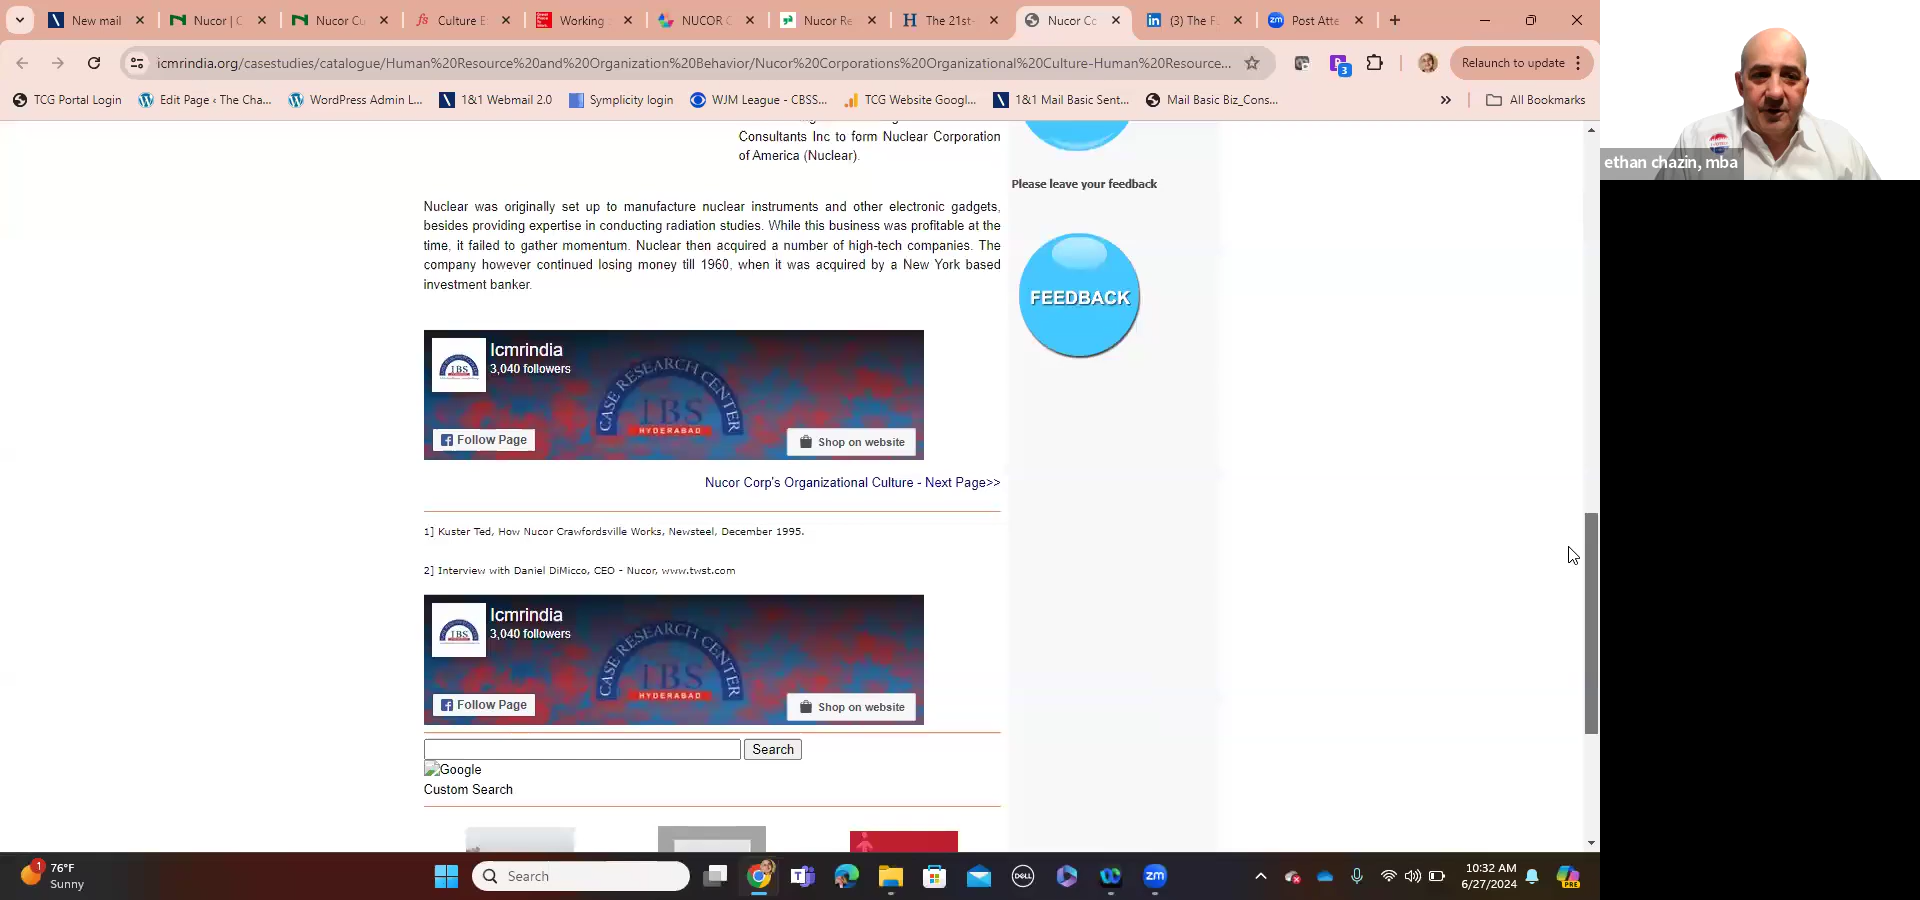 New mail
Nucor | C
Nucor Cu
Culture E
Working
NUCOR C
Nucor Re
The 21st-
Nucor Co
(3) The F
Post Atte
icmrindia.org/casestudies/catalogue/Human%20Resource%20and%20Organization%20Behavior/Nucor%20Corporations%20Organizational%20Culture-Human%20Resource...
3
Relaunch to update
TCG Portal Login
Edit Page ‹ The Cha...
WordPress Admin L...
1&1 Webmail 2.0
Symplicity login
WJM League - CBSS...
TCG Website Googl...
1&1 Mail Basic Sent...
Mail Basic Biz_Cons...
»
All Bookmarks
Consultants Inc to form Nuclear Corporation
of America (Nuclear).
Please leave your feedback
Nuclear was originally set up to manufacture nuclear instruments and other electronic gadgets,
besides providing expertise in conducting radiation studies. While this business was profitable at the
time, it failed to gather momentum. Nuclear then acquired a number of high-tech companies. The
company however continued losing money till 1960, when it was acquired by a New York based
investment banker.
FEEDBACK
Icmrindia
3,040 followers
IBS
CASE RESEARCH CENTER
IBS
HYDERABAD
Follow Page
Shop on website
Nucor Corp's Organizational Culture - Next Page>>
1] Kuster Ted, How Nucor Crawfordsville Works, Newsteel, December 1995.
2] Interview with Daniel DiMicco, CEO - Nucor, www.twst.com
Icmrindia
3,040 followers
IBS
CASE RESEARCH CENTER
IBS
HYDERABAD
Follow Page
Shop on website
Search
Google
Custom Search
ethan chazin, mba
1
76°F
Sunny
Search
DELL
zm
10:32 AM
6/27/2024
PRE